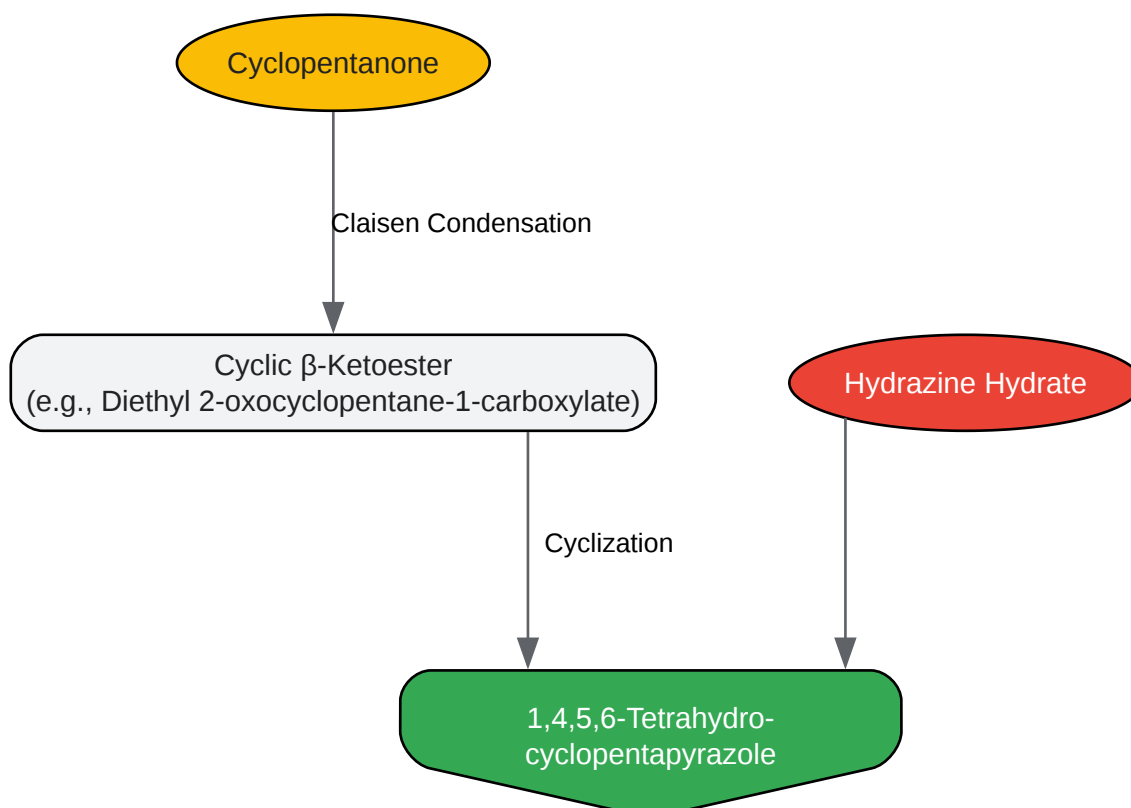 Cyclopentanone
Claisen Condensation
Cyclic β-Ketoester
(e.g., Diethyl 2-oxocyclopentane-1-carboxylate)
Hydrazine Hydrate
Cyclization
1,4,5,6-Tetrahydro-
cyclopentapyrazole